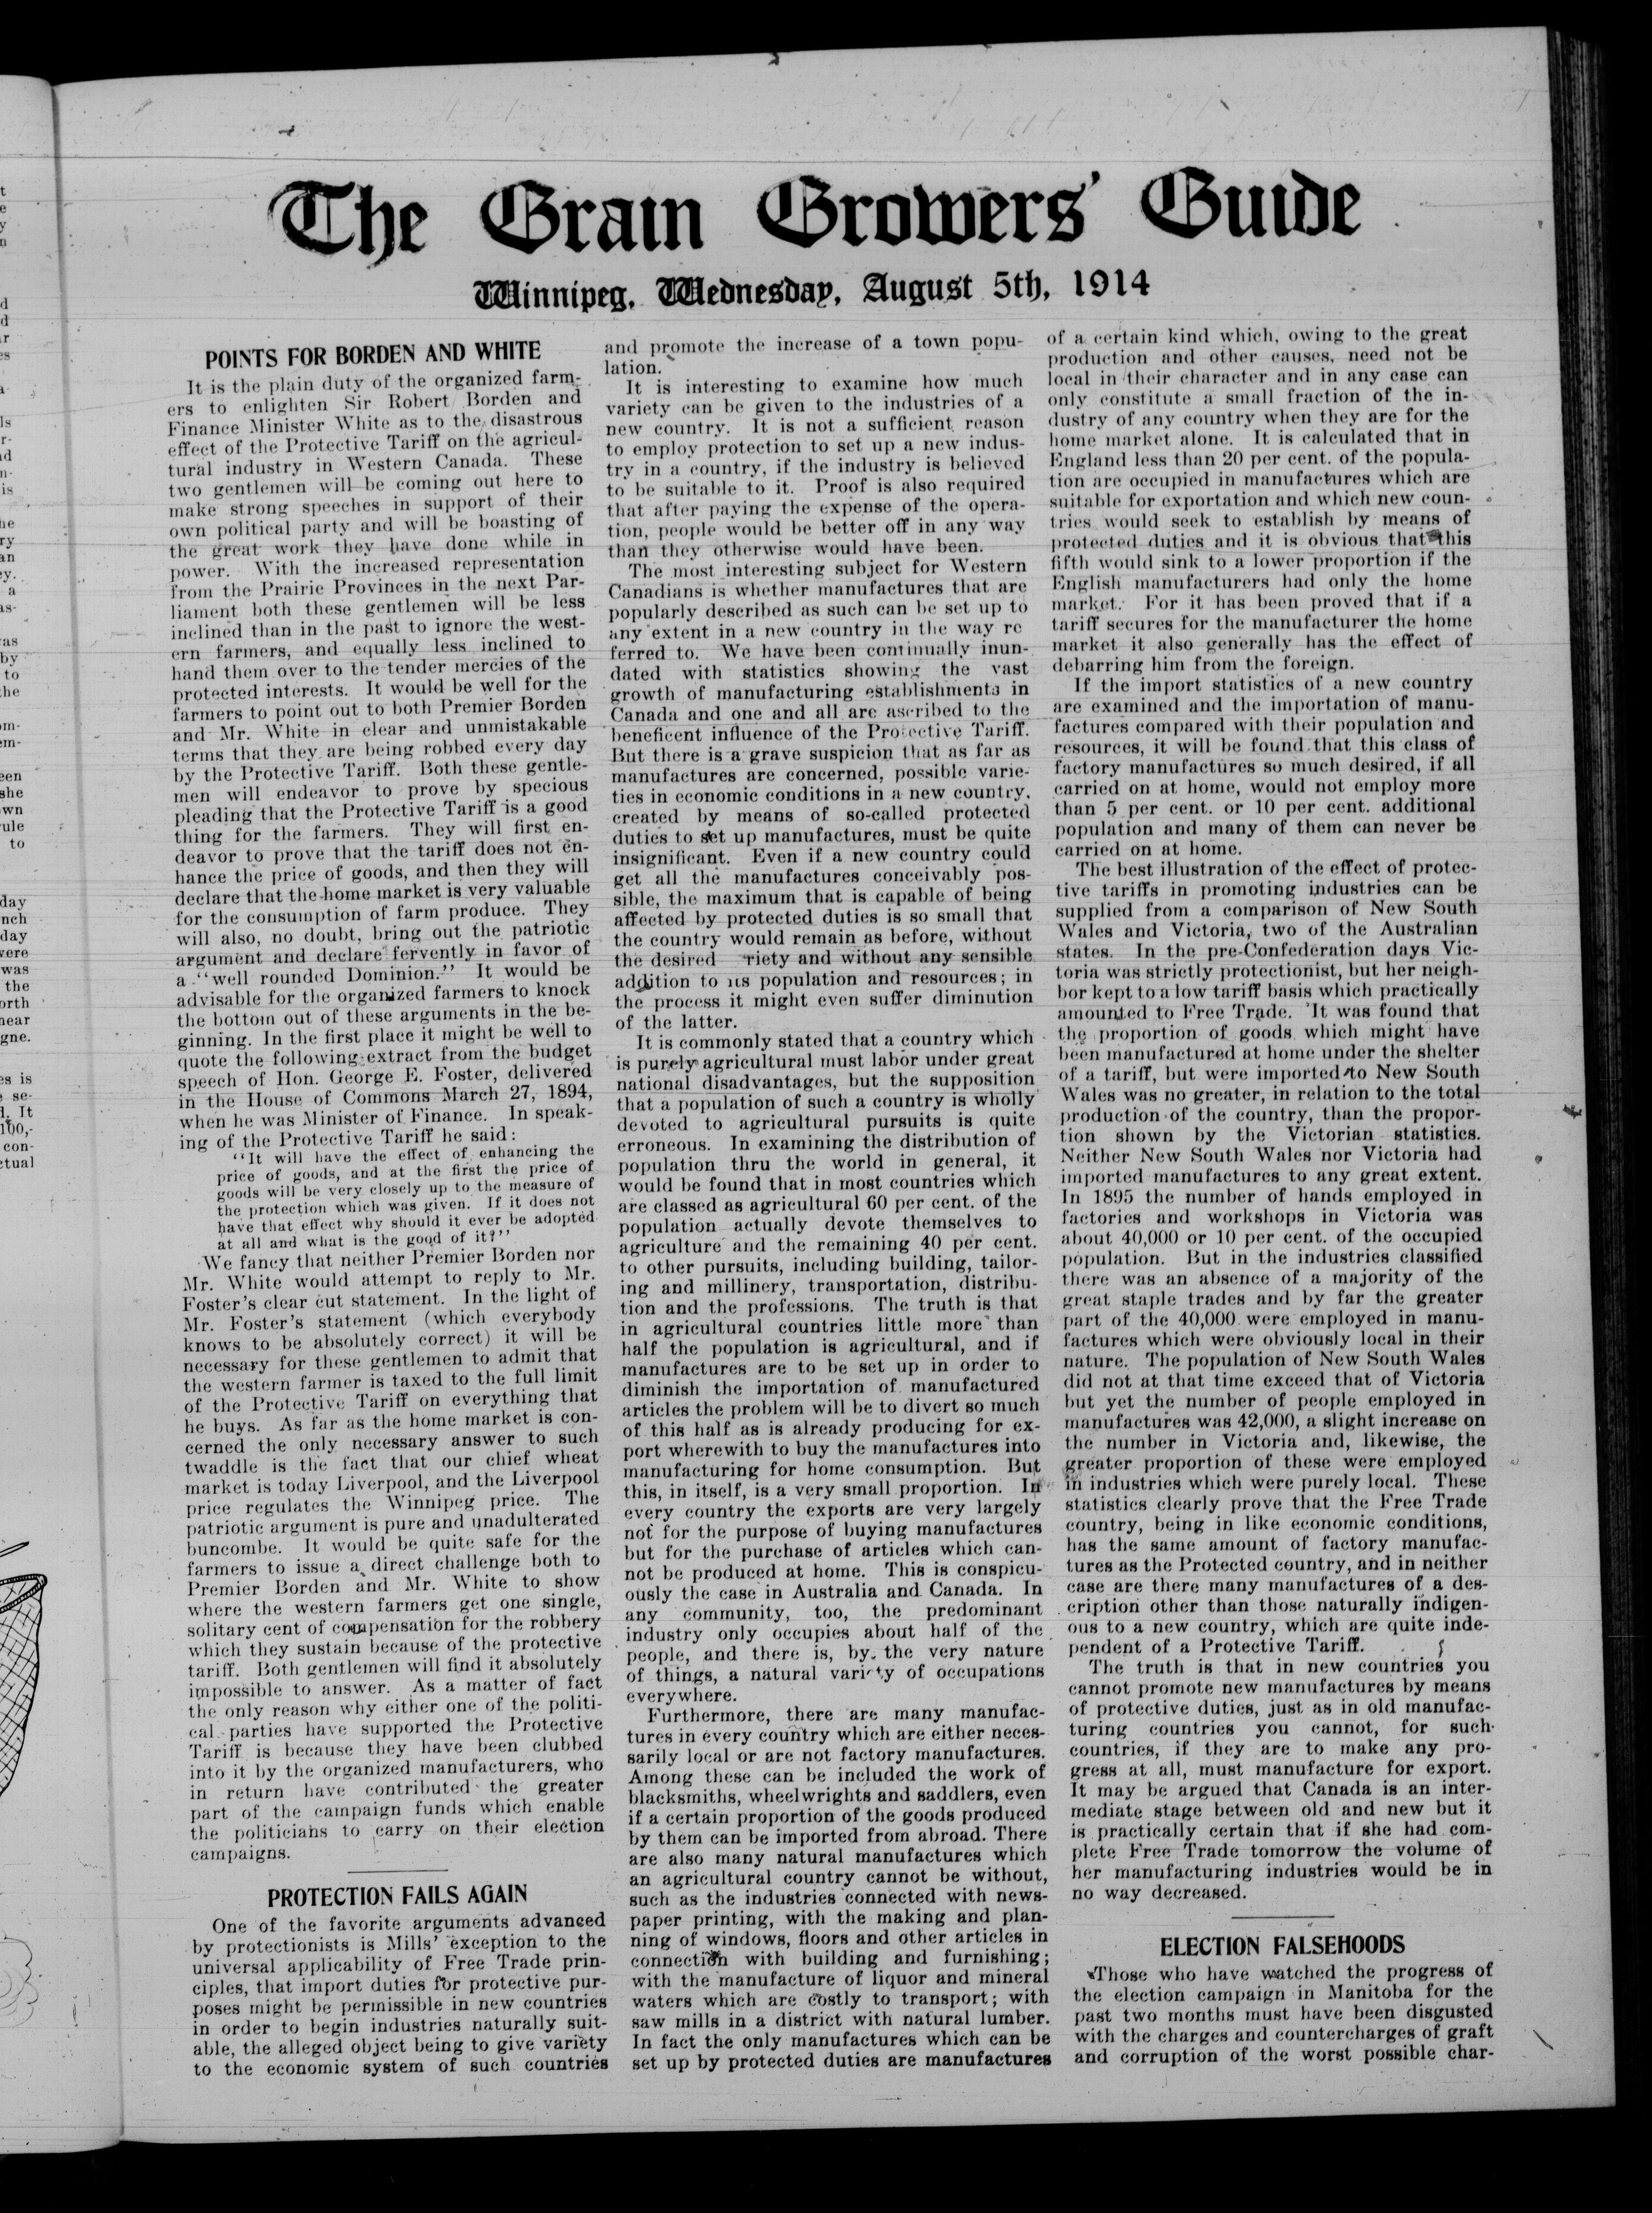 The Grain Growers' Guide
Winnipeg, Wednesday, August 5th, 1914
POINTS FOR BORDEN AND WHITE
It is the plain duty of the organized farm-
ers to enlighten Sir Robert Borden and
Finance Minister White as to the disastrous
effect of the Protective Tariff on the agricul-
tural industry in Western Canada. These
two gentlemen will be coming out here to
make strong speeches in support of their
own political party and will be boasting of
the great work they have done while in
power. With the increased representation
from the Prairie Provinces in the next Par-
liament both these gentlemen will be less
inclined than in the past to ignore the west-
ern farmers, and equally less inclined to
hand them over to the tender mercies of the
protected interests. It would be well for the
farmers to point out to both Premier Borden
and Mr. White in clear and unmistakable
terms that they are being robbed every day
by the Protective Tariff. Both these gentle-
men will endeavor to prove by specious
pleading that the Protective Tariff is a good
thing for the farmers. They will first en-
deavor to prove that the tariff does not en-
hance the price of goods, and then they will
declare that the home market is very valuable
for the consumption of farm produce. They
will also, no doubt, bring out the patriotic
argument and declare fervently in favor of
a "well rounded Dominion." It would be
advisable for the organized farmers to knock
the bottom out of these arguments in the be-
ginning. In the first place it might be well to
quote the following extract from the budget
speech of Hon. George E. Foster, delivered
in the House of Commons March 27, 1894,
when he was Minister of Finance. In speak-
ing of the Protective Tariff he said:
"It will have the effect of enhancing the
price of goods, and at the first the price of
goods will be very closely up to the measure of
the protection which was given. If it does not
have that effect why should it ever be adopted
at all and what is the good of it?"
We fancy that neither Premier Borden nor
Mr. White would attempt to reply to Mr.
Foster's clear cut statement. In the light of
Mr. Foster's statement (which everybody
knows to be absolutely correct) it will be
necessary for these gentlemen to admit that
the western farmer is taxed to the full limit
of the Protective Tariff on everything that
he buys. As far as the home market is con-
cerned the only necessary answer to such
twaddle is the fact that our chief wheat
market is today Liverpool, and the Liverpool
price regulates the Winnipeg price. The
patriotic argument is pure and unadulterated
buncombe. It would be quite safe for the
farmers to issue a direct challenge both to
Premier Borden and Mr. White to show
where the western farmers get one single,
solitary cent of compensation for the robbery
which they sustain because of the protective
tariff. Both gentlemen will find it absolutely
impossible to answer. As a matter of fact
the only reason why either one of the politi-
cal parties have supported the Protective
Tariff is because they have been clubbed
into it by the organized manufacturers, who
in return have contributed the greater
part of the campaign funds which enable
the politicians to carry on their election
campaigns.
PROTECTION FAILS AGAIN
One of the favorite arguments advanced
by protectionists is Mills' exception to the
universal applicability of Free Trade prin-
ciples, that import duties for protective pur-
poses might be permissible in new countries
in order to begin industries naturally suit-
able, the alleged object being to give variety
to the economic system of such countries
and promote the increase of a town popu-
lation.
It is interesting to examine how much
variety can be given to the industries of a
new country. It is not a sufficient reason
to employ protection to set up a new indus-
try in a country, if the industry is believed
to be suitable to it. Proof is also required
that after paying the expense of the opera-
tion, people would be better off in any way
than they otherwise would have been.
The most interesting subject for Western
Canadians is whether manufactures that are
popularly described as such can be set up to
any extent in a new country in the way re
ferred to. We have been continually inun-
dated with statistics showing the vast
growth of manufacturing establishments in
Canada and one and all are ascribed to the
beneficent influence of the Protective Tariff.
But there is a grave suspicion that as far as
manufactures are concerned, possible varie-
ties in economic conditions in a new country,
created by means of so-called protected
duties to set up manufactures, must be quite
insignificant. Even if a new country could
get all the manufactures conceivably pos-
sible, the maximum that is capable of being
affected by protected duties is so small that
the country would remain as before, without
the desired riety and without any sensible
addition to its population and resources; in
the process it might even suffer diminution
of the latter.
It is commonly stated that a country which
is purely agricultural must labor under great
national disadvantages, but the supposition
that a population of such a country is wholly
devoted to agricultural pursuits is quite
erroneous. In examining the distribution of
population thru the world in general, it
would be found that in most countries which
are classed as agricultural 60 per cent. of the
population actually devote themselves to
agriculture and the remaining 40 per cent.
to other pursuits, including building, tailor-
ing and millinery, transportation, distribu-
tion and the professions. The truth is that
in agricultural countries little more than
half the population is agricultural, and if
manufactures are to be set up in order to
diminish the importation of manufactured
articles the problem will be to divert so much
of this half as is already producing for ex-
port wherewith to buy the manufactures into
manufacturing for home consumption. But
this, in itself, is a very small proportion. In
every country the exports are very largely
not for the purpose of buying manufactures
but for the purchase of articles which can-
not be produced at home. This is conspicu-
ously the case in Australia and Canada. In
any community, too, the predominant
industry only occupies about half of the
people, and there is, by the very nature
of things, a natural variety of occupations
everywhere.
Furthermore, there are many manufac-
tures in every country which are either neces-
sarily local or are not factory manufactures.
Among these can be included the work of
blacksmiths, wheelwrights and saddlers, even
if a certain proportion of the goods produced
by them can be imported from abroad. There
are also many natural manufactures which
an agricultural country cannot be without,
such as the industries connected with news-
paper printing, with the making and plan-
ning of windows, floors and other articles in
connection with building and furnishing;
with the manufacture of liquor and mineral
waters which are costly to transport; with
saw mills in a district with natural lumber.
In fact the only manufactures which can be
set up by protected duties are manufactures
of a certain kind which, owing to the great
production and other causes, need not be
local in their character and in any case can
only constitute a small fraction of the in-
dustry of any country when they are for the
home market alone. It is calculated that in
England less than 20 per cent. of the popula-
tion are occupied in manufactures which are
suitable for exportation and which new coun-
tries would seek to establish by means of
protected duties and it is obvious that this
fifth would sink to a lower proportion if the
English manufacturers had only the home
market. For it has been proved that if a
tariff secures for the manufacturer the home
market it also generally has the effect of
debarring him from the foreign.
If the import statistics of a new country
are examined and the importation of manu-
factures compared with their population and
resources, it will be found that this class of
factory manufactures so much desired, if all
carried on at home, would not employ more
than 5 per cent. or 10 per cent. additional
population and many of them can never be
carried on at home.
The best illustration of the effect of protec-
tive tariffs in promoting industries can be
supplied from a comparison of New South
Wales and Victoria, two of the Australian
states. In the pre-Confederation days Vic-
toria was strictly protectionist, but her neigh-
bor kept to a low tariff basis which practically
amounted to Free Trade. It was found that
the proportion of goods which might have
been manufactured at home under the shelter
of a tariff, but were imported to New South
Wales was no greater, in relation to the total
production of the country, than the propor-
tion shown by the Victorian statistics.
Neither New South Wales nor Victoria had
imported manufactures to any great extent.
In 1895 the number of hands employed in
factories and workshops in Victoria was
about 40,000 or 10 per cent. of the occupied
population. But in the industries classified
there was an absence of a majority of the
great staple trades and by far the greater
part of the 40,000 were employed in manu-
factures which were obviously local in their
nature. The population of New South Wales
did not at that time exceed that of Victoria
but yet the number of people employed in
manufactures was 42,000, a slight increase on
the number in Victoria and, likewise, the
greater proportion of these were employed
in industries which were purely local. These
statistics clearly prove that the Free Trade
country, being in like economic conditions,
has the same amount of factory manufac-
tures as the Protected country, and in neither
case are there many manufactures of a des-
cription other than those naturally indigen-
ous to a new country, which are quite inde-
pendent of a Protective Tariff.
The truth is that in new countries you
cannot promote new manufactures by means
of protective duties, just as in old manufac-
turing countries you cannot, for such
countries, if they are to make any pro-
gress at all, must manufacture for export.
It may be argued that Canada is an inter-
mediate stage between old and new but it
is practically certain that if she had com-
plete Free Trade tomorrow the volume of
her manufacturing industries would be in
no way decreased.
ELECTION FALSEHOODS
Those who have watched the progress of
the election campaign in Manitoba for the
past two months must have been disgusted
with the charges and countercharges of graft
and corruption of the worst possible char-